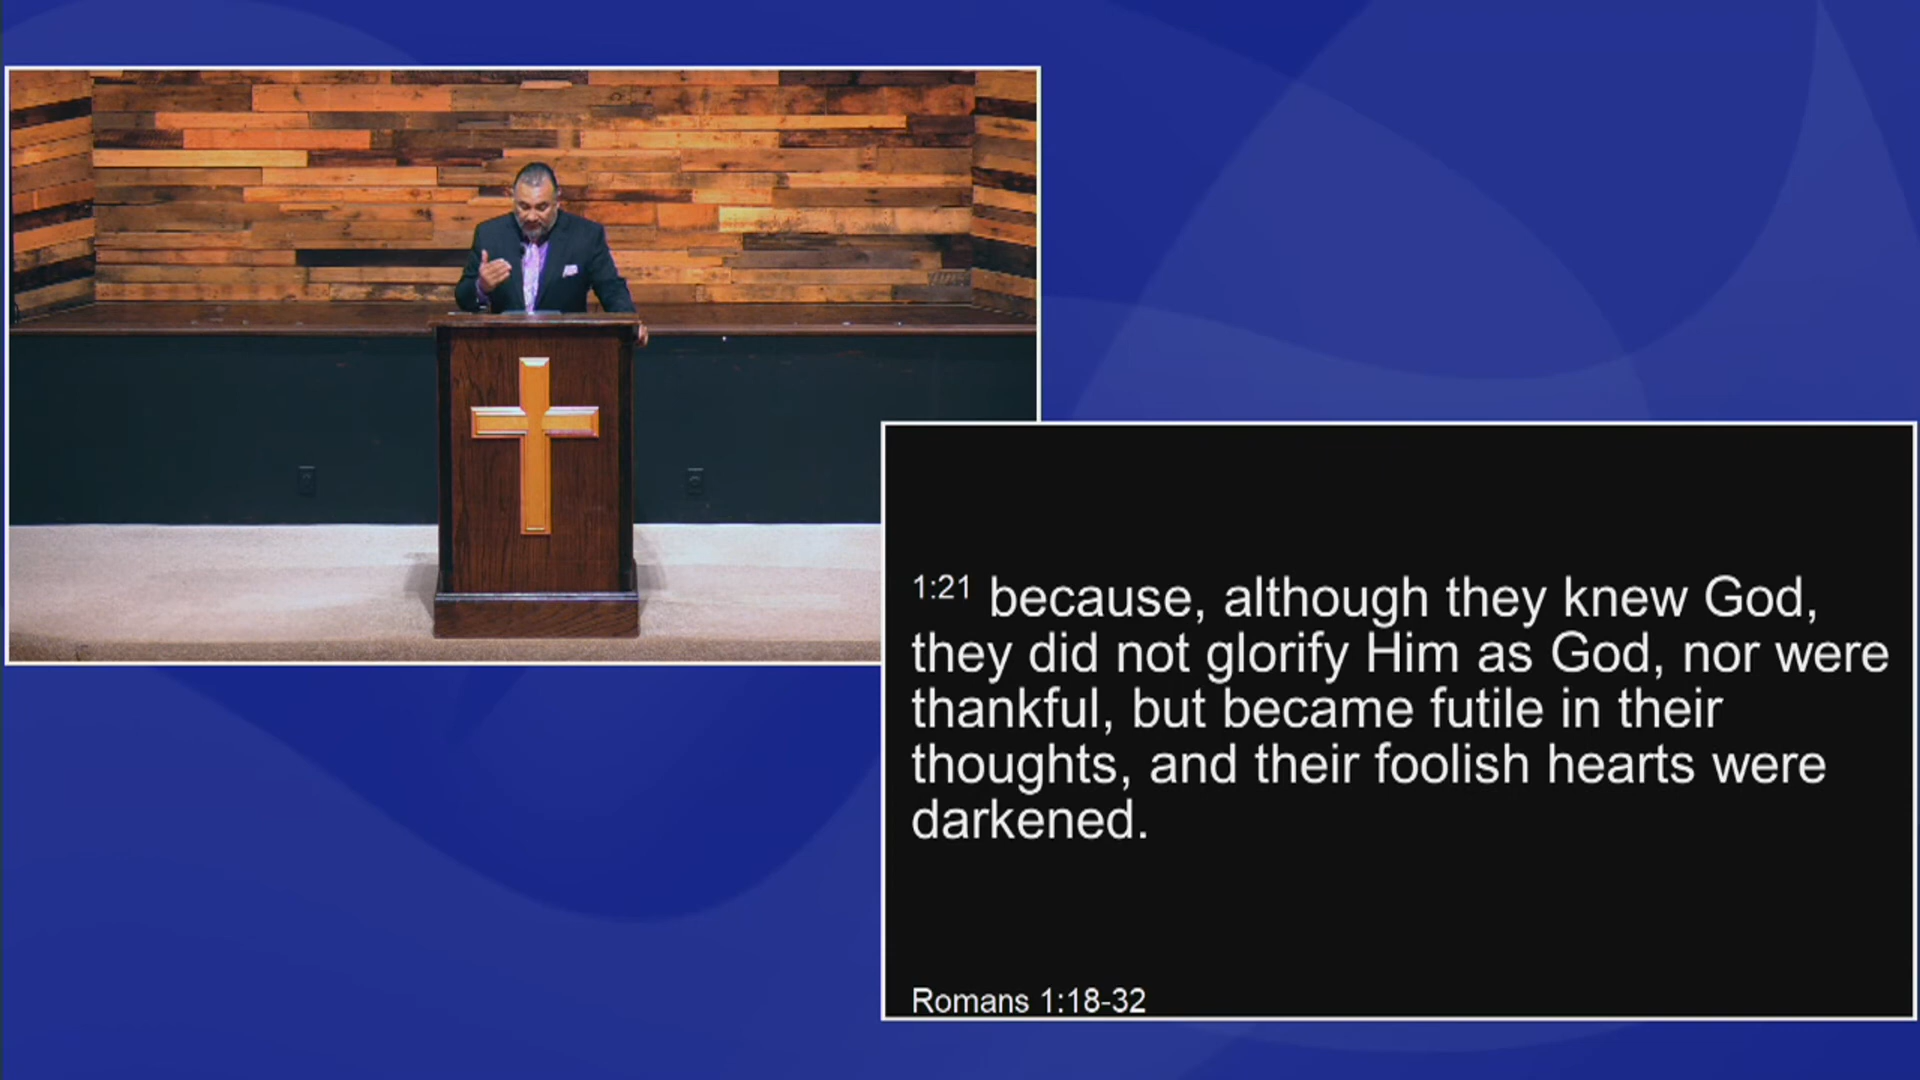 1:21 because, although they knew God,
they did not glorify Him as God, nor were
thankful, but became futile in their
thoughts, and their foolish hearts were
darkened.
Romans 1:18-32